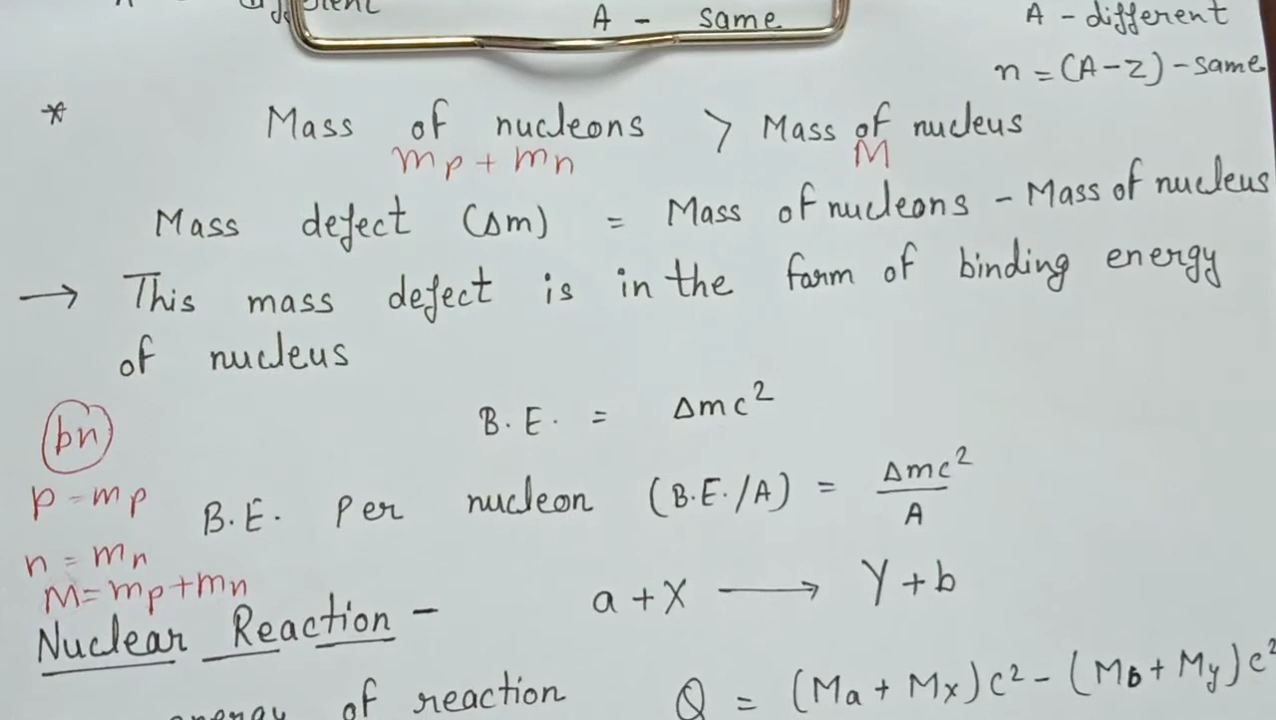 A - same
A - different
n = (A-Z) - same
* Mass of nucleons > Mass of nucleus
mp + mn M
Mass defect (Δm) = Mass of nucleons - Mass of nucleus
→ This mass defect is in the form of binding energy
of nucleus
B.E. = Δmc²
pn
p = mp
B.E. Per nucleon (B.E./A) = Δmc²/A
n = mn
M = mp + mn
a + X → Y + b
Nuclear Reaction -
energy of reaction Q = (Ma + Mx)c² - (Mb + My)c²